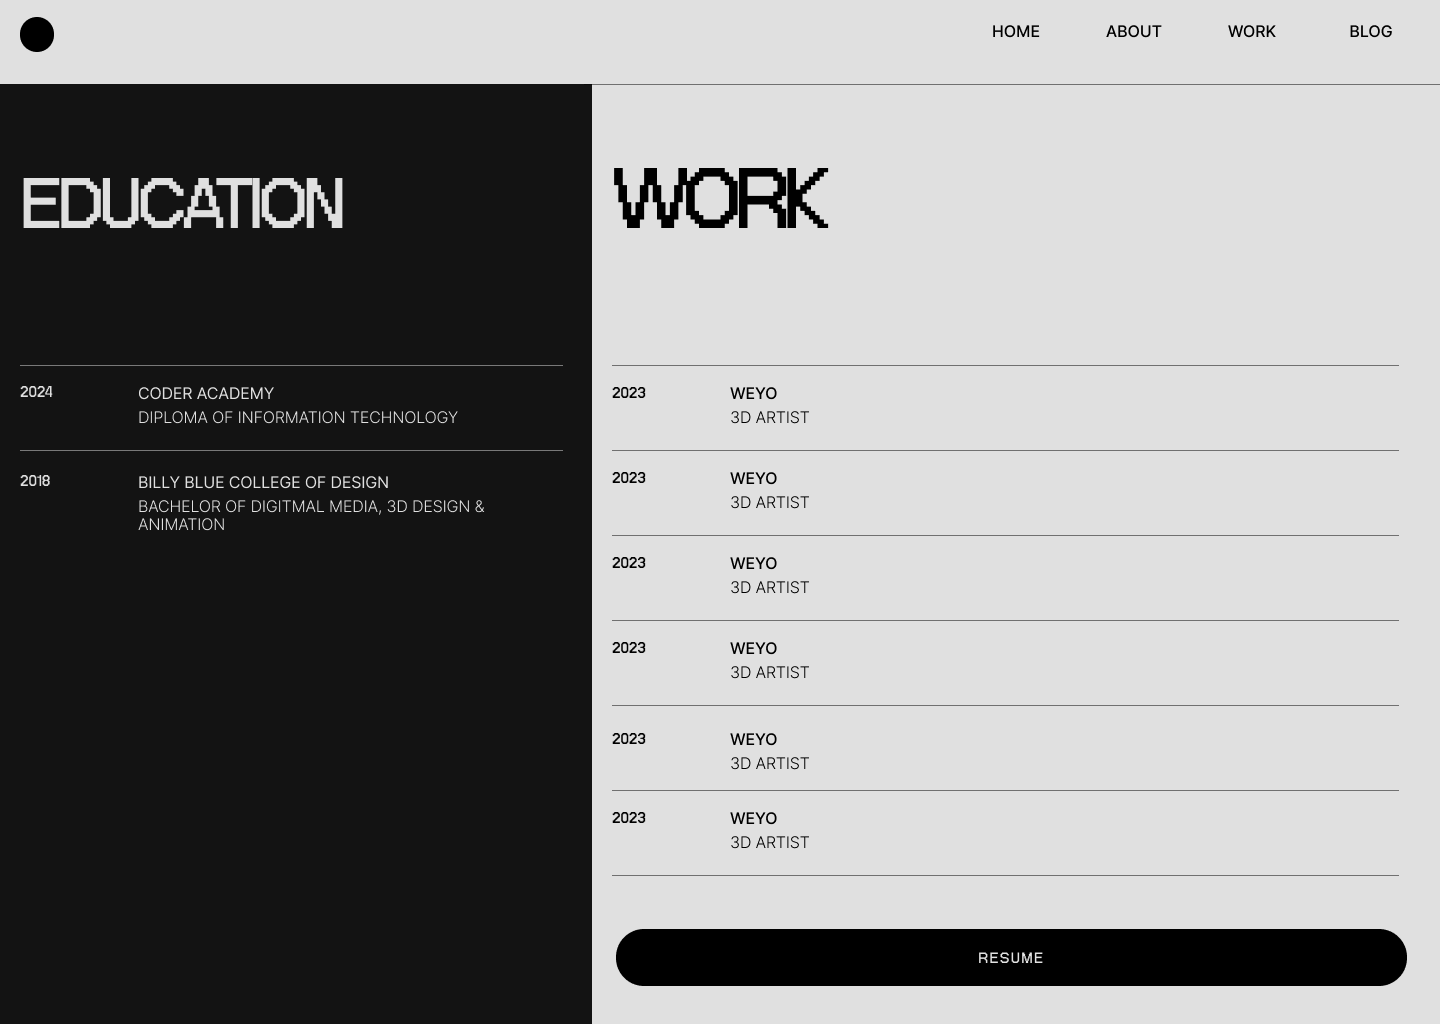 HOME ABOUT WORK BLOG
EDUCATION
2024 CODER ACADEMY
DIPLOMA OF INFORMATION TECHNOLOGY
2018 BILLY BLUE COLLEGE OF DESIGN
BACHELOR OF DIGITMAL MEDIA, 3D DESIGN &
ANIMATION
WORK
2023 WEYO
3D ARTIST
2023 WEYO
3D ARTIST
2023 WEYO
3D ARTIST
2023 WEYO
3D ARTIST
2023 WEYO
3D ARTIST
2023 WEYO
3D ARTIST
RESUME